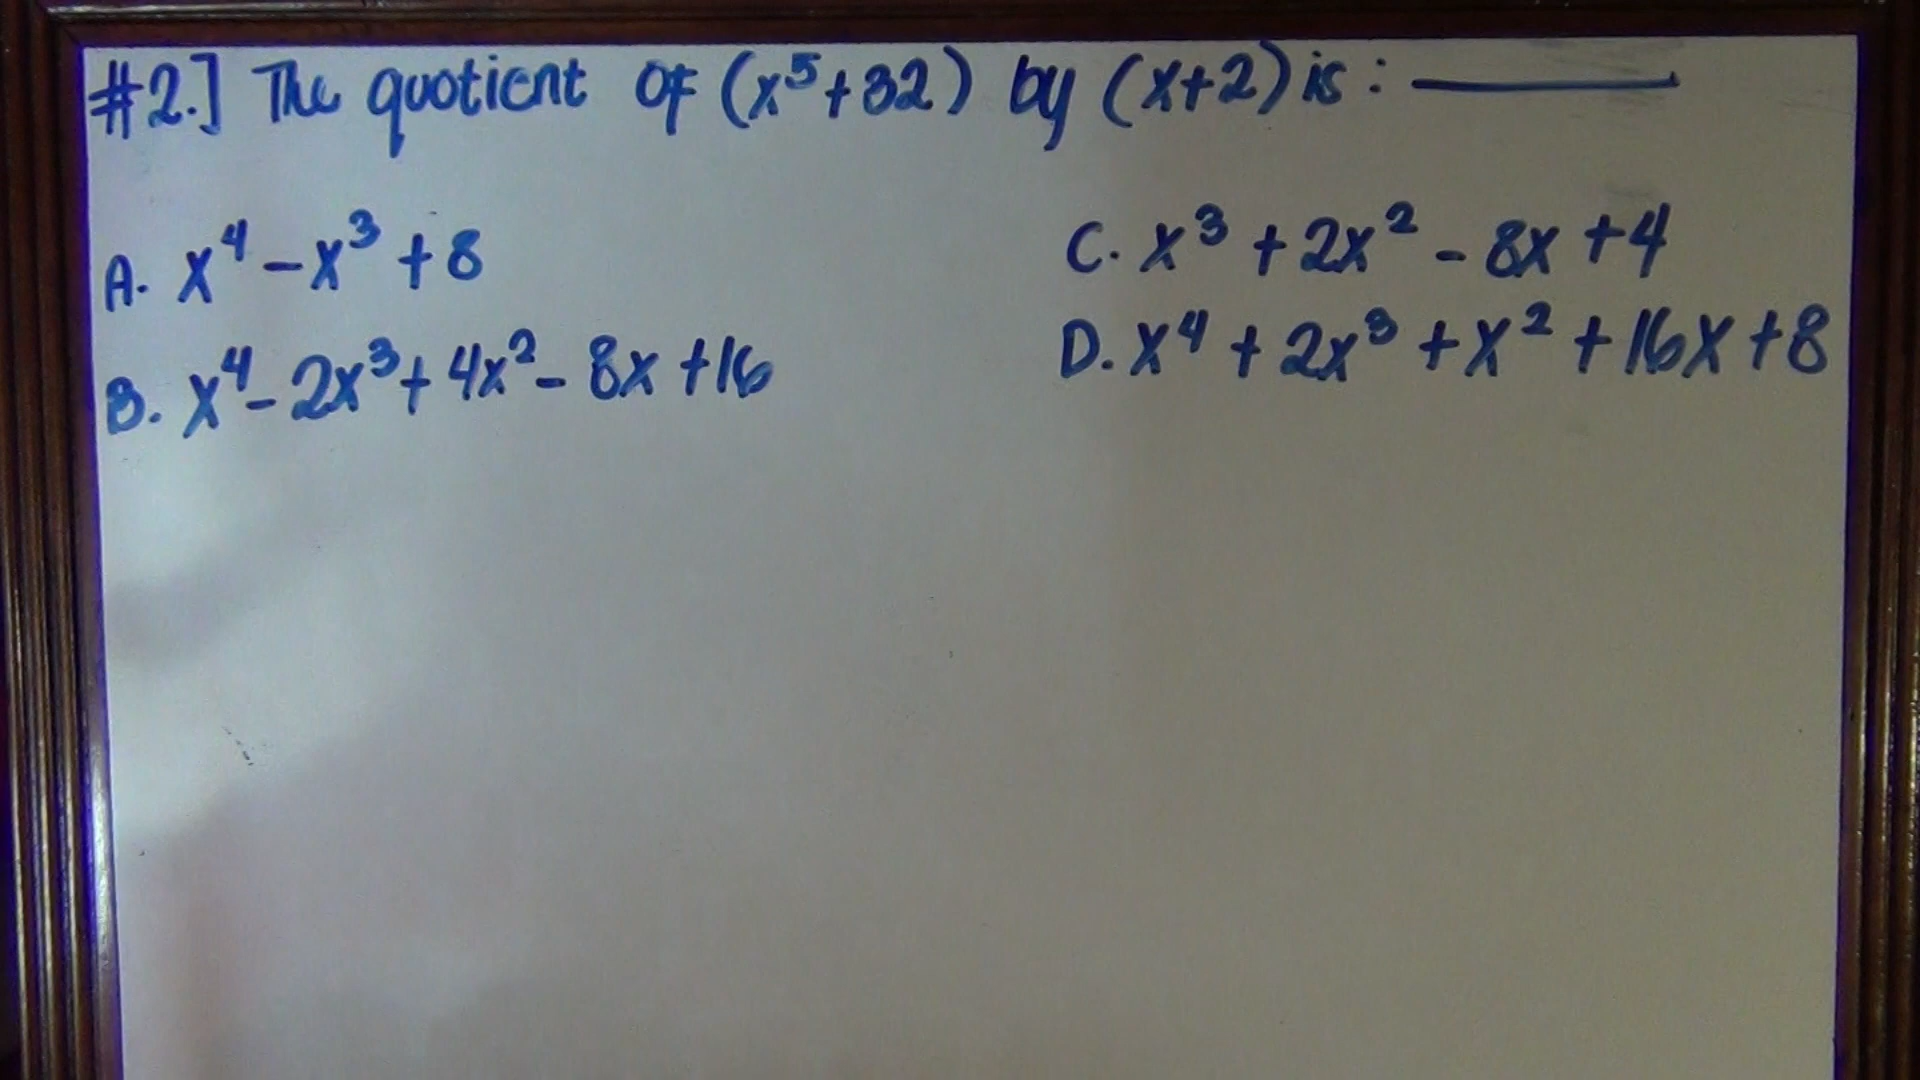 #2.] The quotient of (x⁵+32) by (x+2) is : ______
A. x⁴ - x³ + 8
B. x⁴ - 2x³ + 4x² - 8x + 16
C. x³ + 2x² - 8x + 4
D. x⁴ + 2x³ + x² + 16x + 8